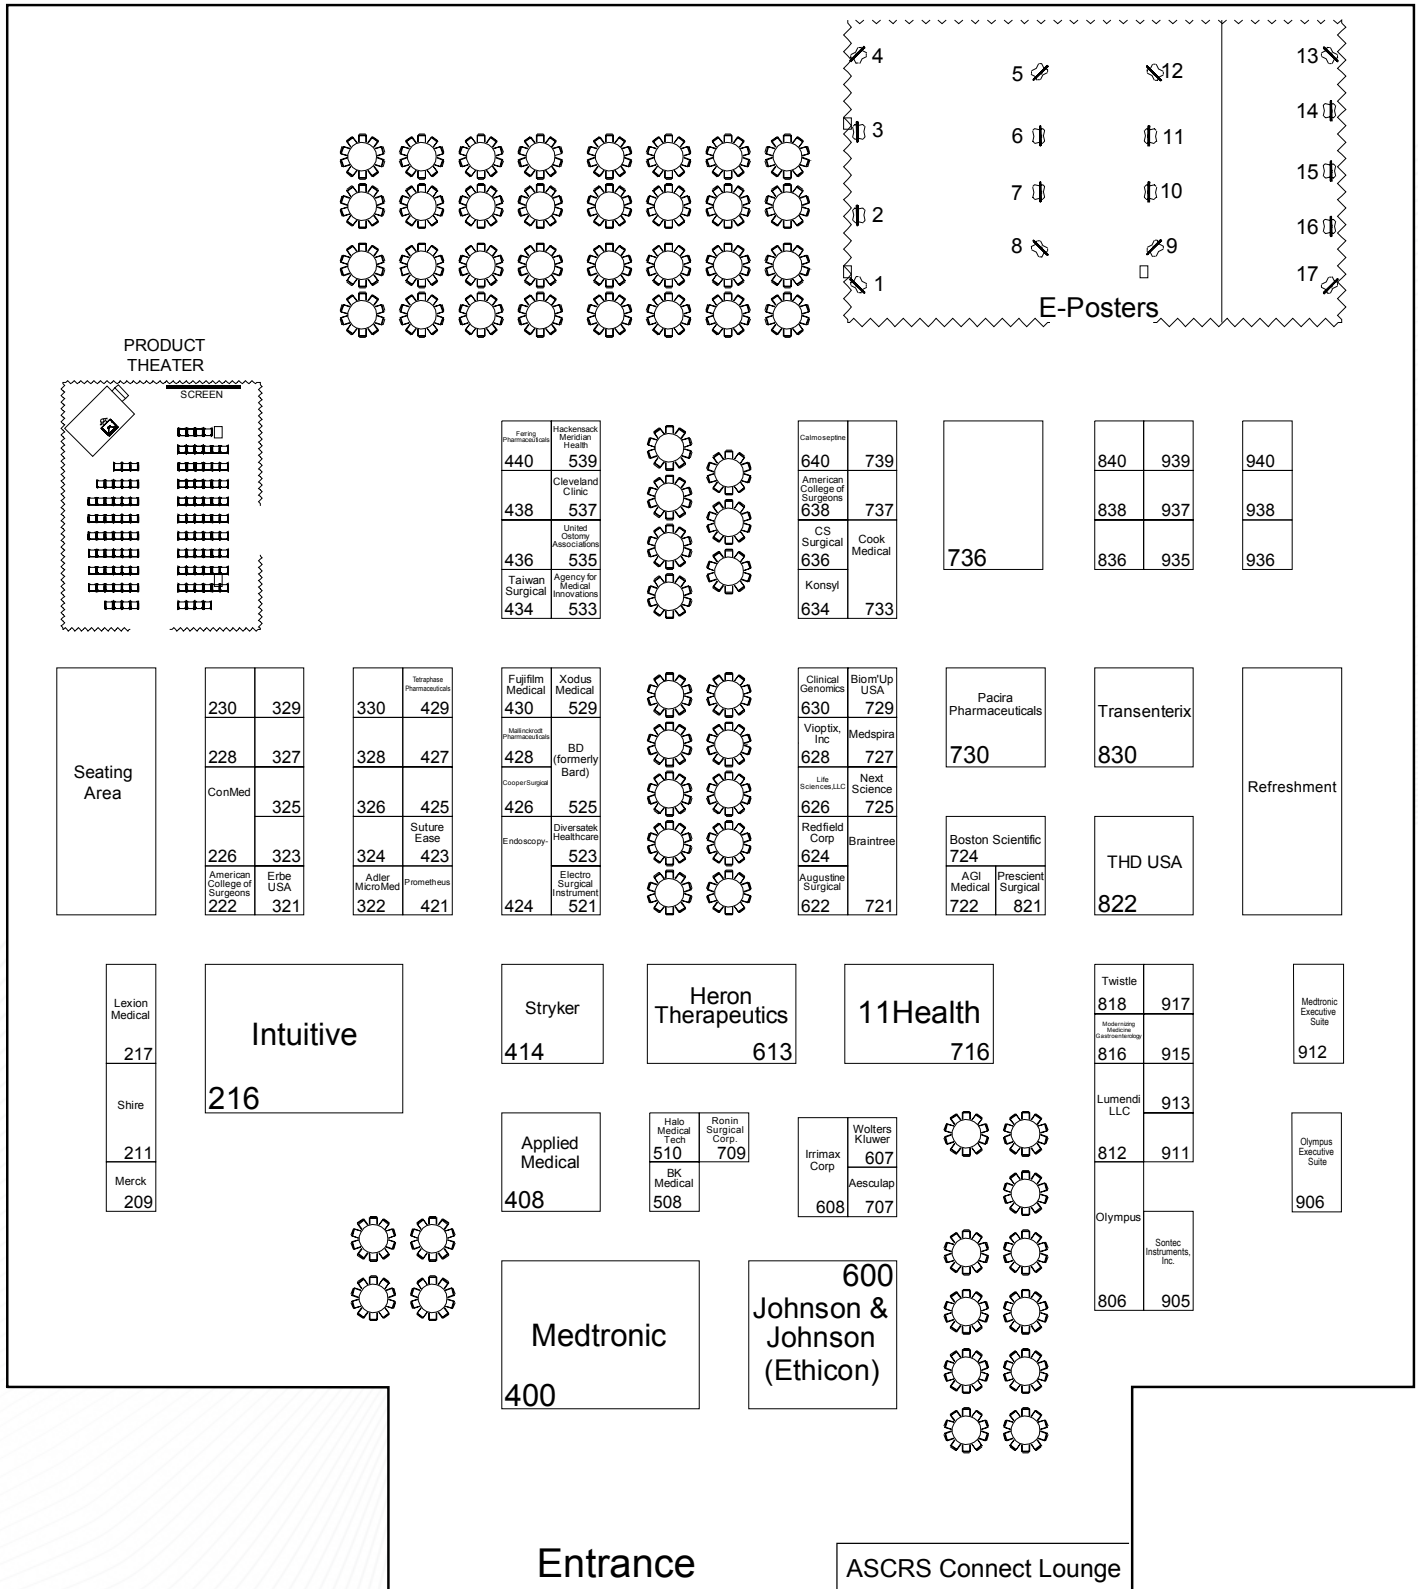 4
5
12
13
3
6
11
14
2
7
10
15
8
9
16
1
17
E-Posters
PRODUCT
THEATER
SCREEN
Ferring
Pharmaceuticals
440
Hackensack
Meridian
Health
539
438
Cleveland
Clinic
537
436
United
Ostomy
Associations
535
Taiwan
Surgical
434
Agency for
Medical
Innovations
533
Calmoseptine
640
739
American
College of
Surgeons
638
737
CS
Surgical
636
Cook
Medical
733
Konsyl
634
736
840
939
838
937
836
935
940
938
936
Seating
Area
230
329
228
327
ConMed
226
325
323
American
College of
Surgeons
222
Erbe
USA
321
330
Tetraphase
Pharmaceuticals
429
328
427
326
425
324
Suture
Ease
423
Adler
MicroMed
322
Prometheus
421
Fujifilm
Medical
430
Xodus
Medical
529
Mallinckrodt
Pharmaceuticals
428
BD
(formerly
Bard)
525
CooperSurgical
426
Endoscopy-
424
Diversatek
Healthcare
523
Electro
Surgical
Instrument
521
Clinical
Genomics
630
Biom'Up
USA
729
Vioptix,
Inc
628
Medspira
727
Life
Sciences,LLC
626
Next
Science
725
Redfield
Corp
624
Braintree
721
Augustine
Surgical
622
Pacira
Pharmaceuticals
730
Transenterix
830
Boston Scientific
724
AGI
Medical
722
Prescient
Surgical
821
THD USA
822
Refreshment
Lexion
Medical
217
Shire
211
Merck
209
Intuitive
216
Stryker
414
Heron
Therapeutics
613
11Health
716
Twistle
818
917
Modernizing
Medicine
Gastroenterology
816
915
Lumendi
LLC
812
913
911
Olympus
806
Sontec
Instruments,
Inc.
905
Medtronic
Executive
Suite
912
Olympus
Executive
Suite
906
Applied
Medical
408
Halo
Medical
Tech
510
Ronin
Surgical
Corp.
709
BK
Medical
508
Irrimax
Corp
608
Wolters
Kluwer
607
Aesculap
707
Medtronic
400
600
Johnson &
Johnson
(Ethicon)
Entrance
ASCRS Connect Lounge